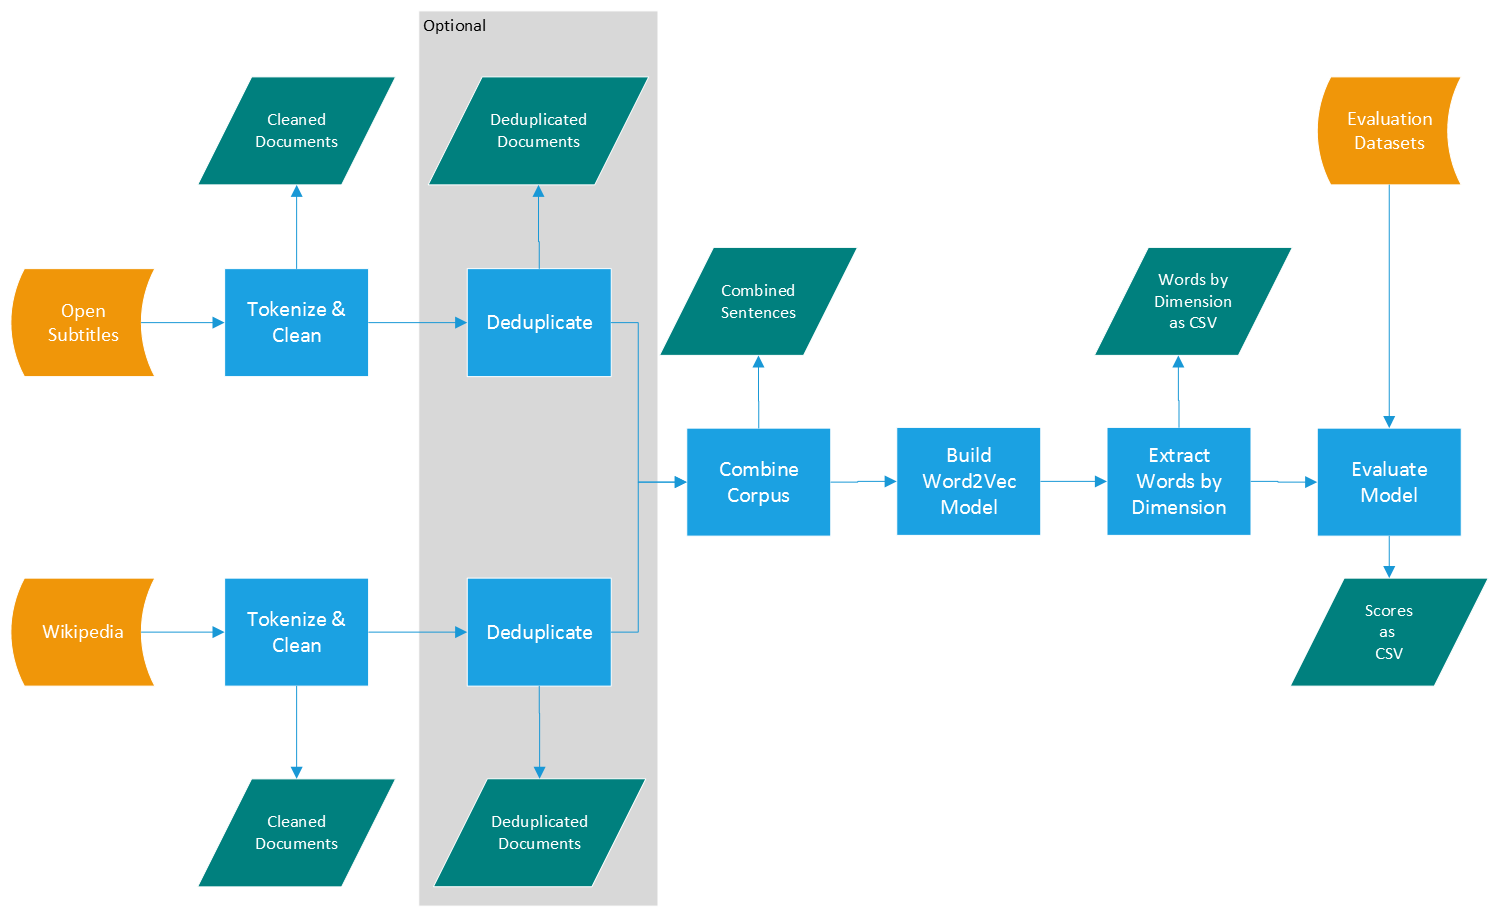 Optional
Cleaned
Documents
Deduplicated
Documents
Evaluation
Datasets
Open
Subtitles
Tokenize &
Clean
Deduplicate
Combined
Sentences
Words by
Dimension
as CSV
Combine
Corpus
Build
Word2Vec
Model
Extract
Words by
Dimension
Evaluate
Model
Wikipedia
Tokenize &
Clean
Deduplicate
Scores
as
CSV
Cleaned
Documents
Deduplicated
Documents